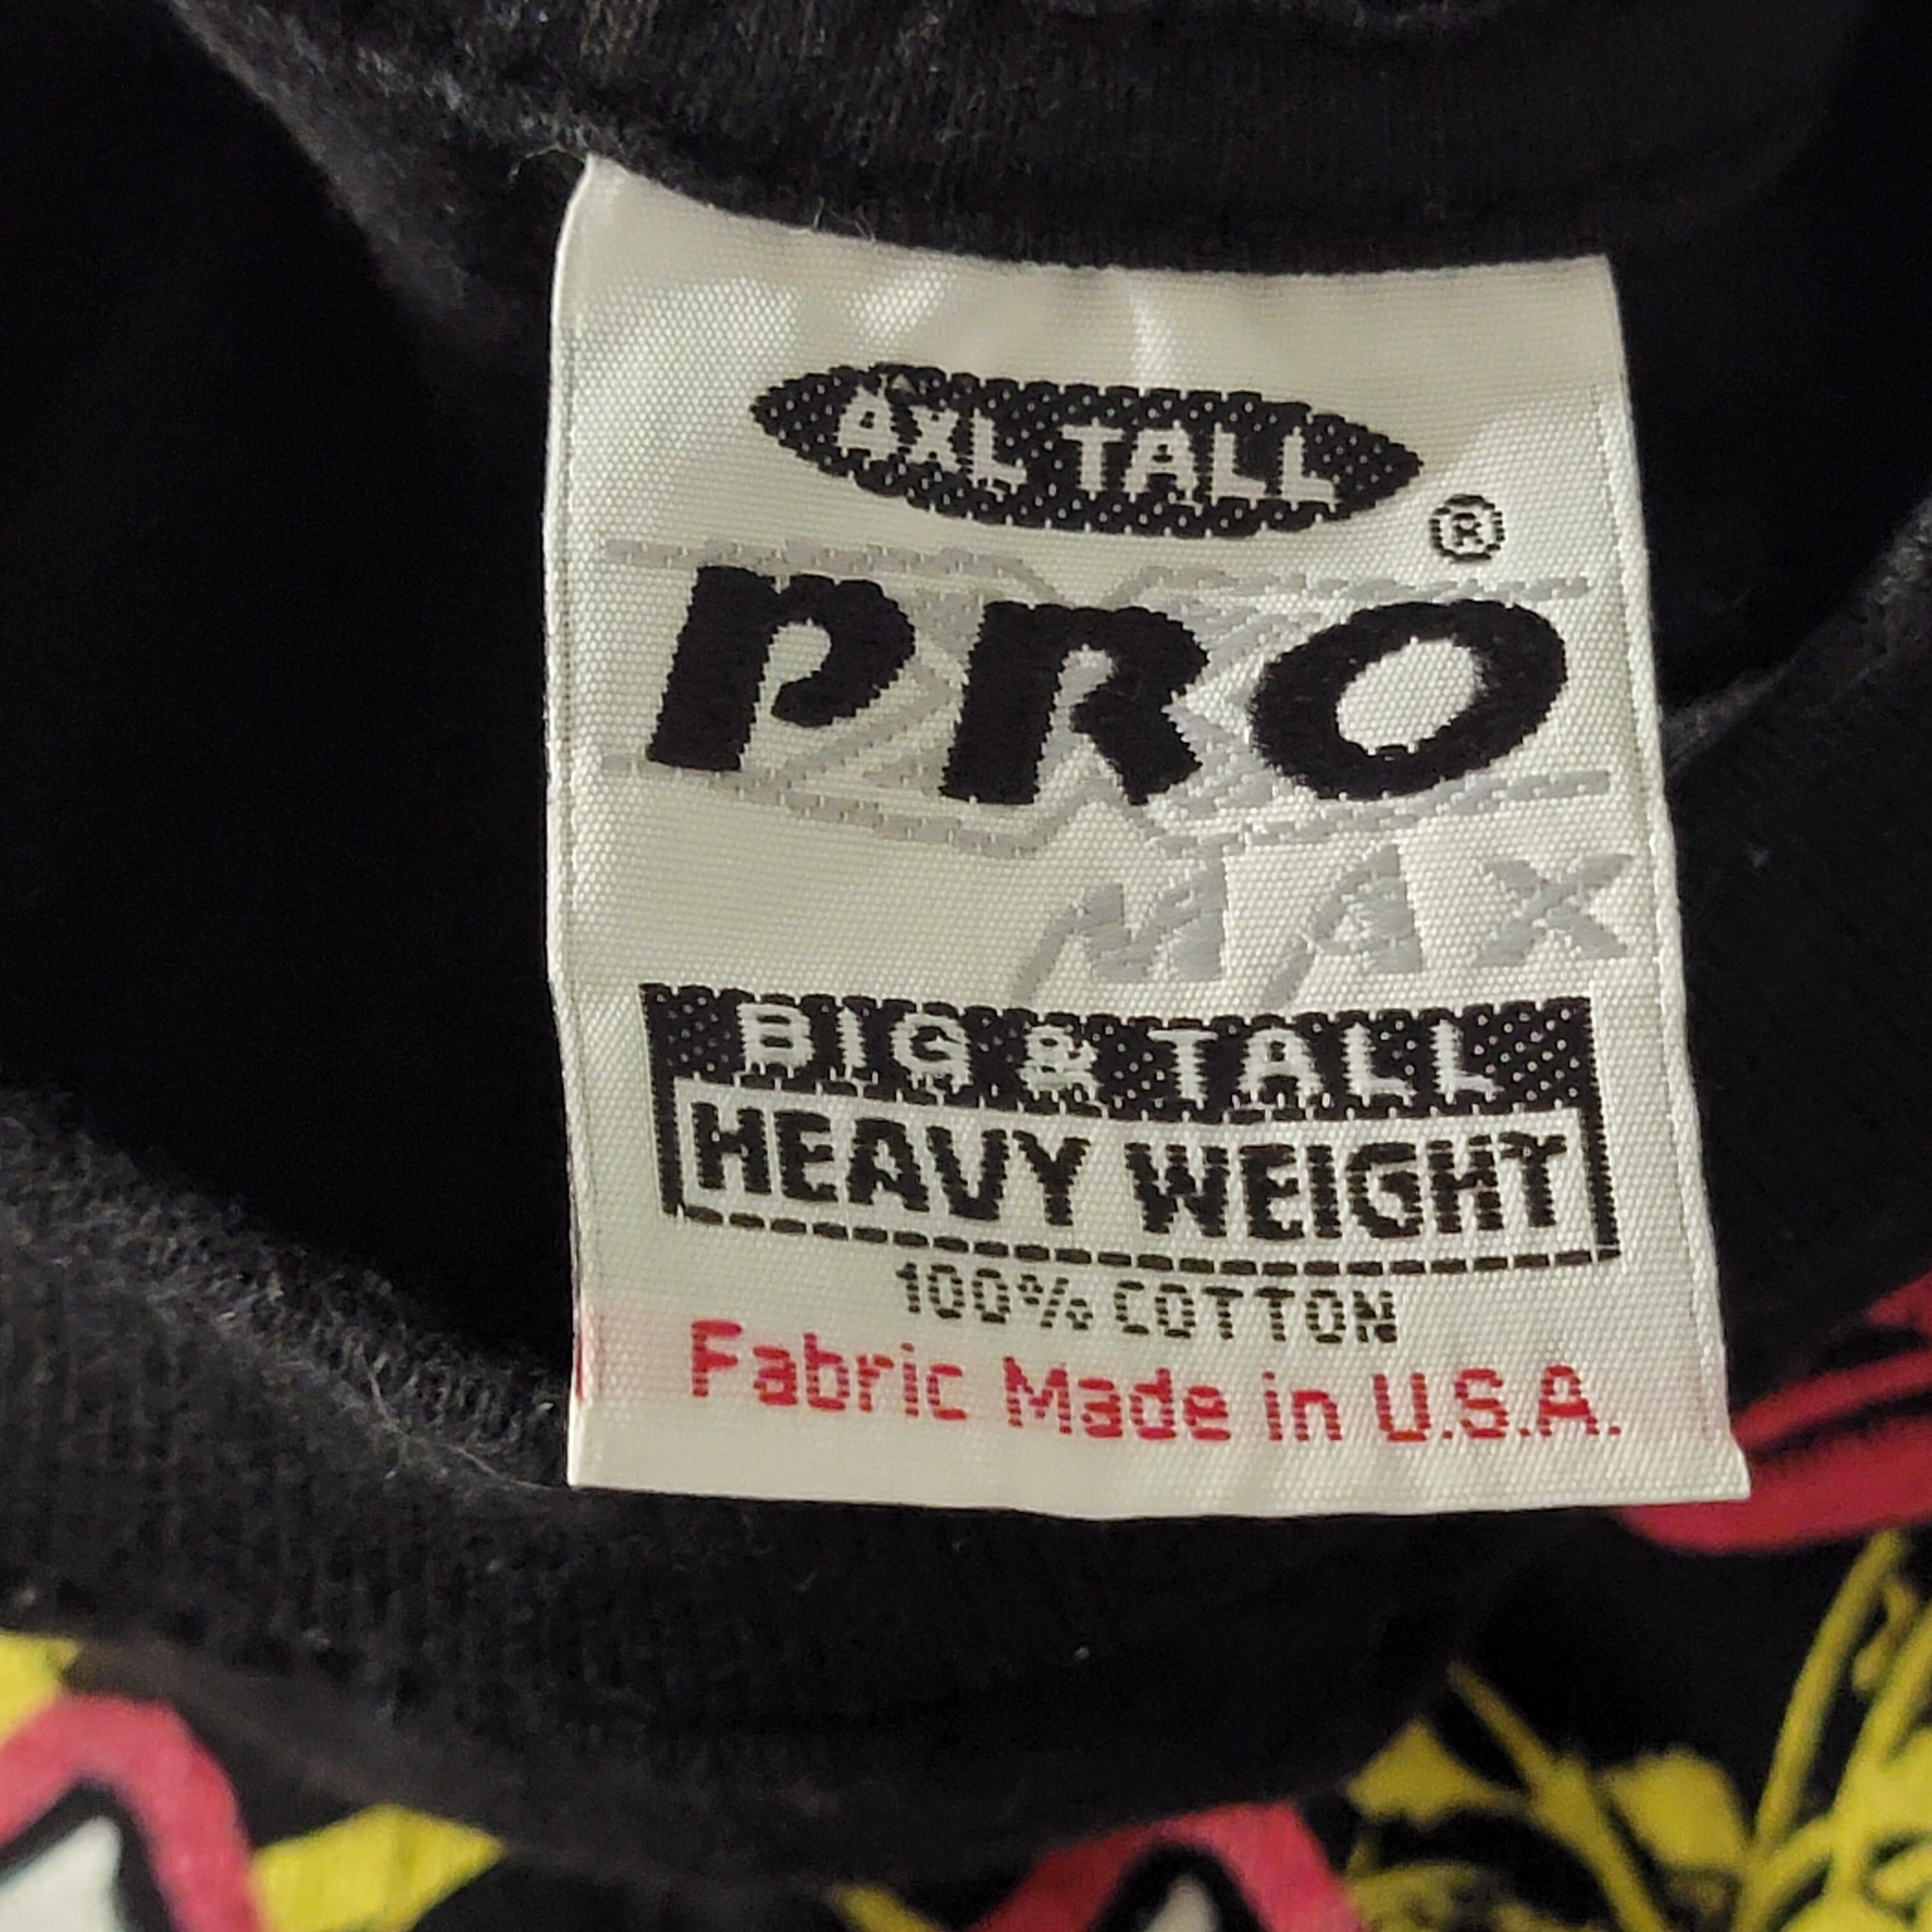 4XL TALL
®
PRO
MAX
BIG & TALL
HEAVY WEIGHT
100% COTTON
Fabric Made in U.S.A.